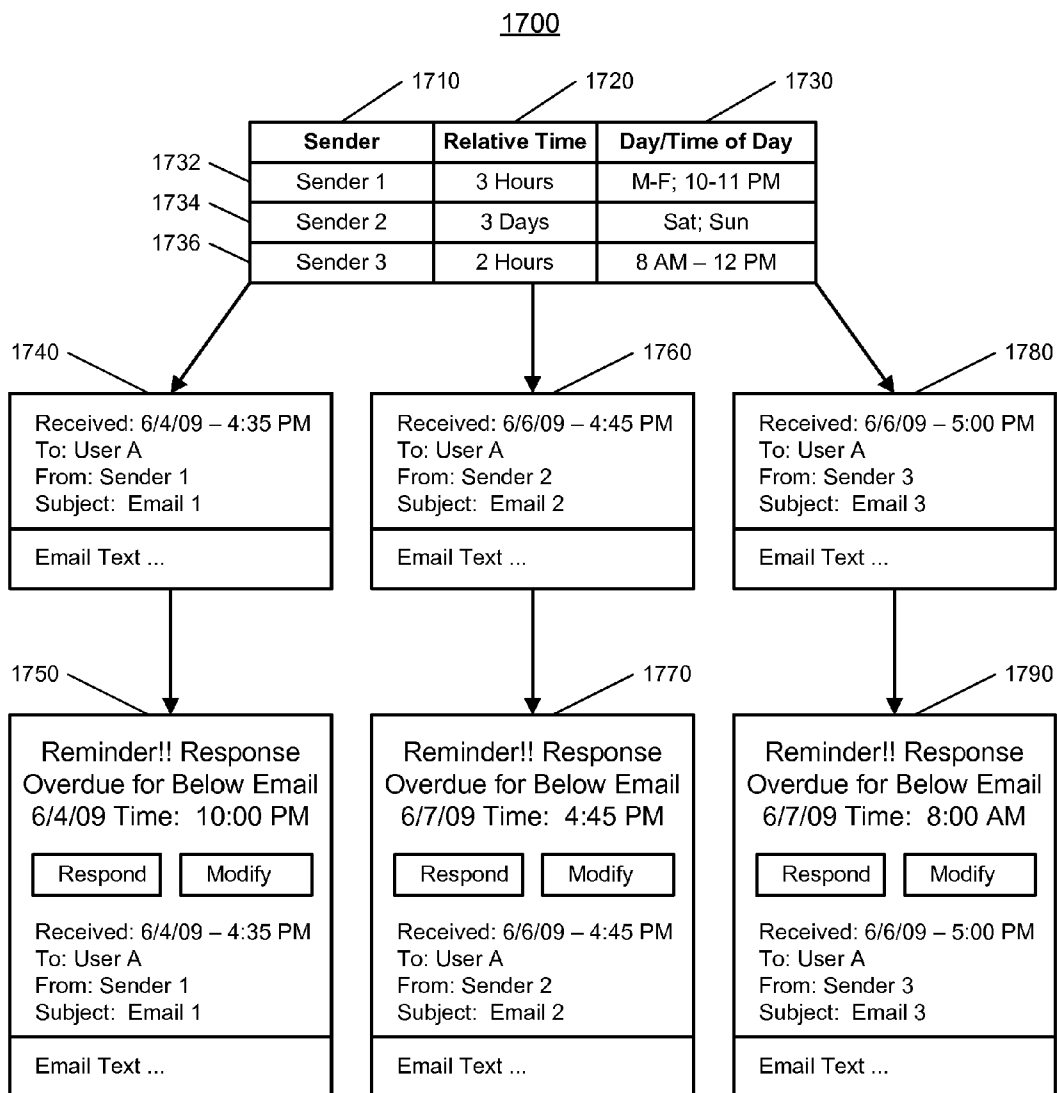 1700
1710
1720
1730
Sender Relative Time Day/Time of Day
1732
Sender 1 3 Hours M-F; 10-11 PM
1734
Sender 2 3 Days Sat; Sun
1736
Sender 3 2 Hours 8 AM – 12 PM
1740
Received: 6/4/09 – 4:35 PM
To: User A
From: Sender 1
Subject: Email 1
Email Text ...
1760
Received: 6/6/09 – 4:45 PM
To: User A
From: Sender 2
Subject: Email 2
Email Text ...
1780
Received: 6/6/09 – 5:00 PM
To: User A
From: Sender 3
Subject: Email 3
Email Text ...
1750
Reminder!! Response
Overdue for Below Email
6/4/09 Time: 10:00 PM
Respond Modify
Received: 6/4/09 – 4:35 PM
To: User A
From: Sender 1
Subject: Email 1
Email Text ...
1770
Reminder!! Response
Overdue for Below Email
6/7/09 Time: 4:45 PM
Respond Modify
Received: 6/6/09 – 4:45 PM
To: User A
From: Sender 2
Subject: Email 2
Email Text ...
1790
Reminder!! Response
Overdue for Below Email
6/7/09 Time: 8:00 AM
Respond Modify
Received: 6/6/09 – 5:00 PM
To: User A
From: Sender 3
Subject: Email 3
Email Text ...